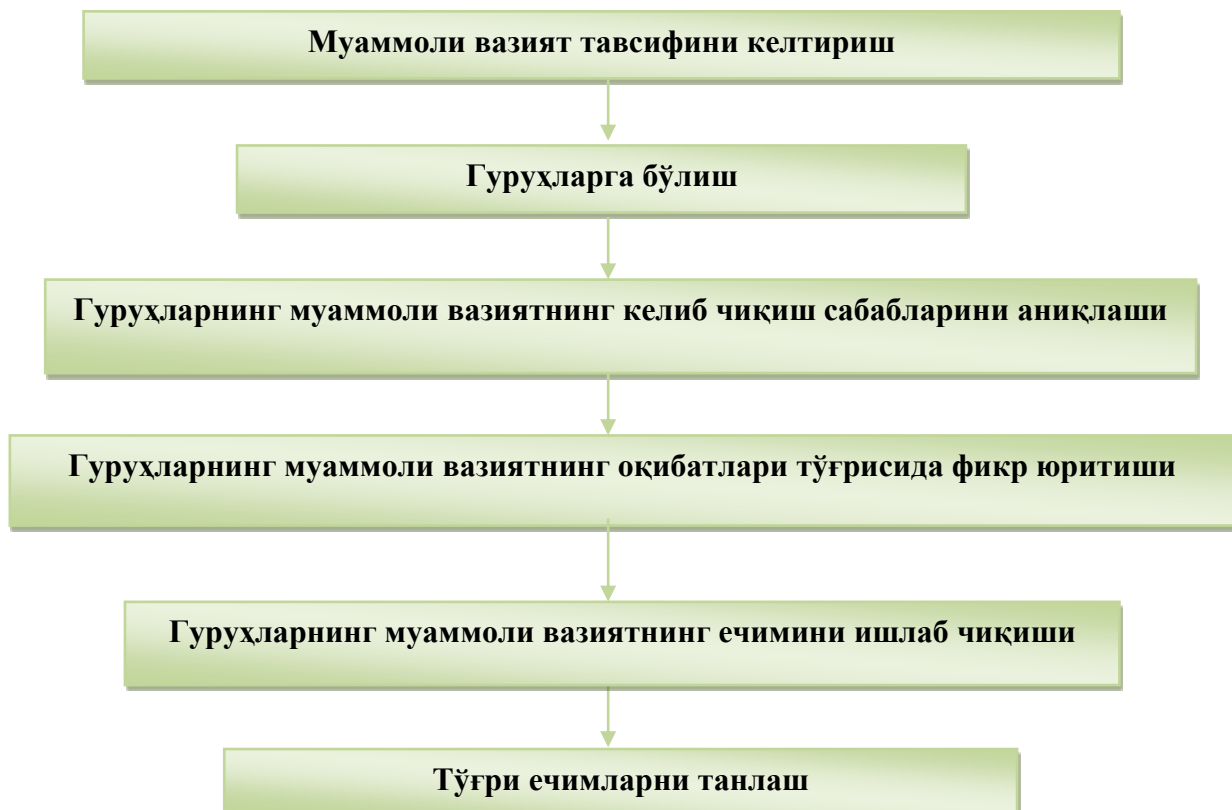 Муаммоли вазият тавсифини келтириш
Гуруҳларга бўлиш
Гуруҳларнинг муаммоли вазиятнинг келиб чиқиш сабабларини аниқлаши
Гуруҳларнинг муаммоли вазиятнинг оқибатлари тўғрисида фикр юритиши
Гуруҳларнинг муаммоли вазиятнинг ечимини ишлаб чиқиши
Тўғри ечимларни танлаш